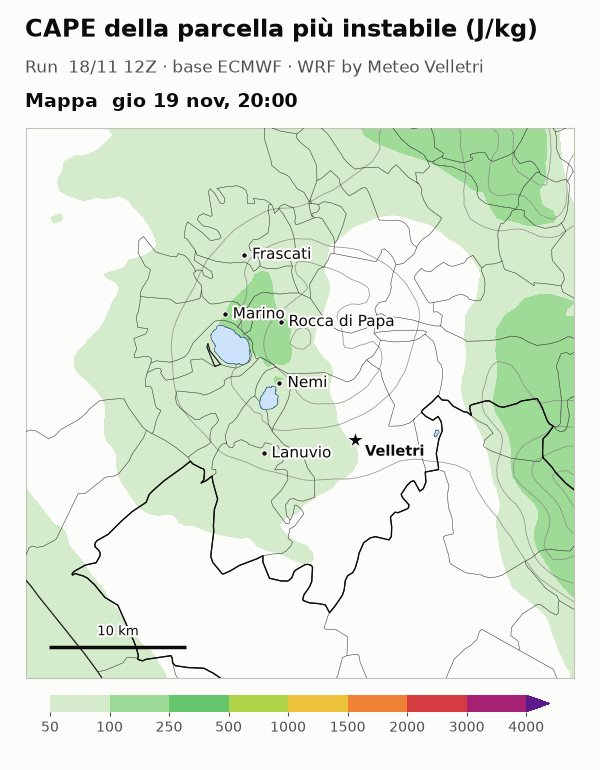 CAPE della parcella più instabile (J/kg)
Run  18/11 12Z · base ECMWF · WRF by Meteo Velletri
Mappa  gio 19 nov, 20:00
Frascati
Marino
Rocca di Papa
Nemi
Velletri
Lanuvio
10 km
50 100 250 500 1000 1500 2000 3000 4000